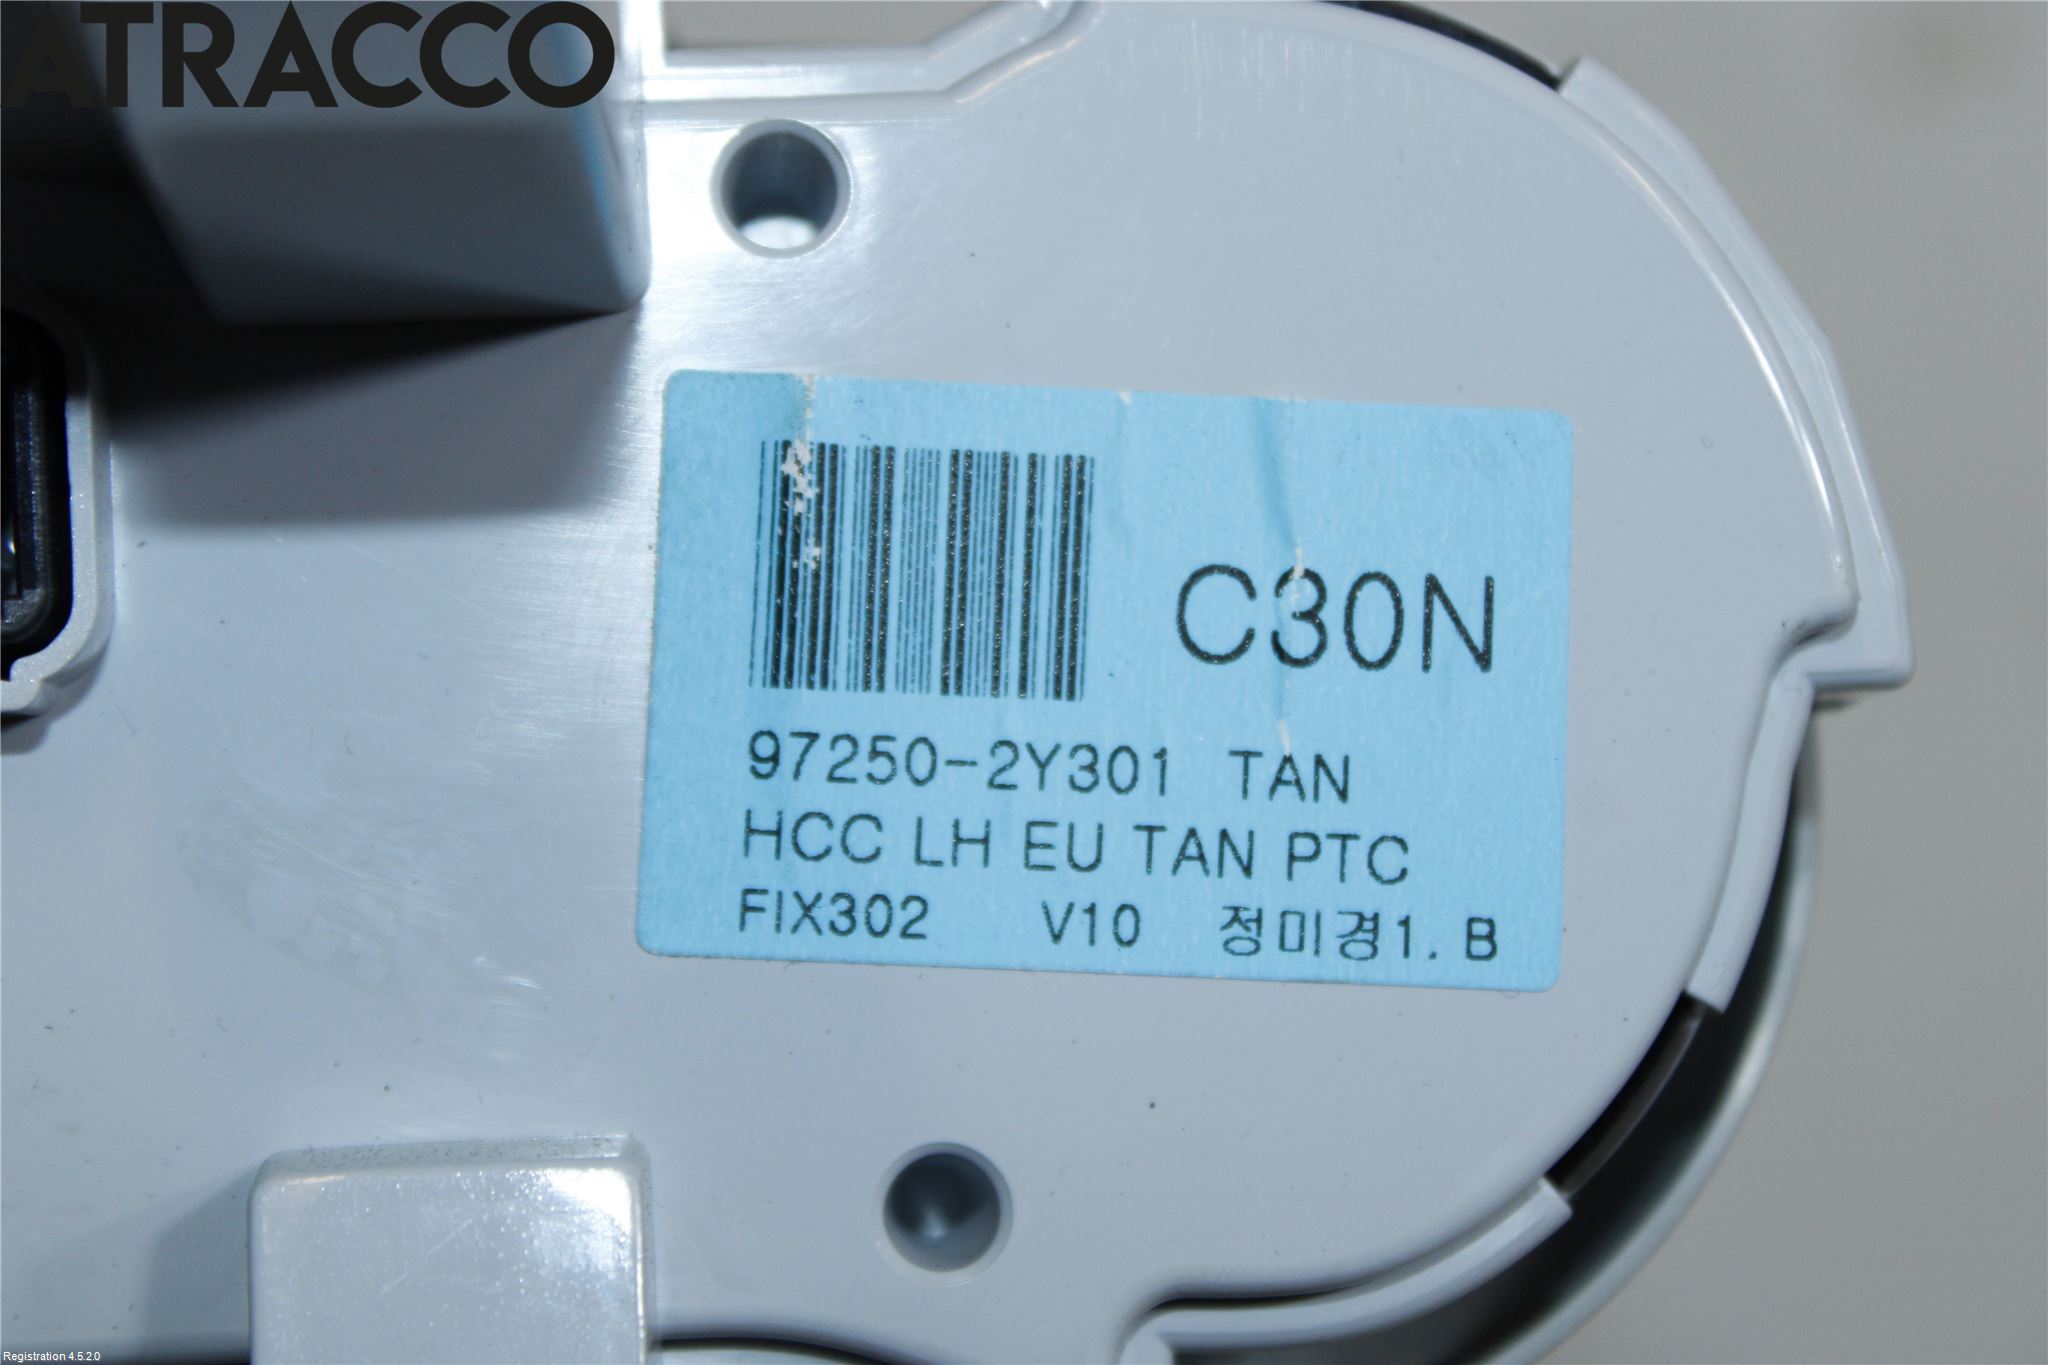 ATRACCO
C30N
97250-2Y301 TAN
HCC LH EU TAN PTC
FIX302 V10 정미경1. B
Registration 4.5.2.0